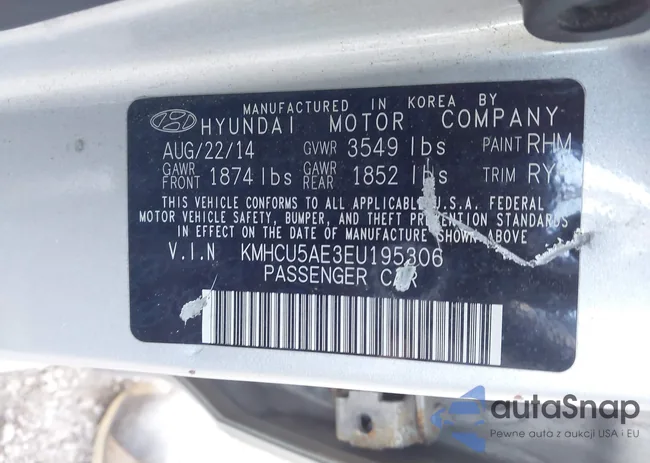 MANUFACTURED IN KOREA BY
HYUNDAI MOTOR COMPANY
AUG/22/14 GVWR 3549 lbs PAINT RHM
GAWR FRONT 1874 lbs GAWR REAR 1852 lbs TRIM RY
THIS VEHICLE CONFORMS TO ALL APPLICABLE U.S.A. FEDERAL
MOTOR VEHICLE SAFETY, BUMPER, AND THEFT PREVENTION STANDARDS
IN EFFECT ON THE DATE OF MANUFACTURE SHOWN ABOVE
V.I.N KMHCU5AE3EU195306
PASSENGER CAR
autaSnap
Pewne auta z aukcji USA i EU